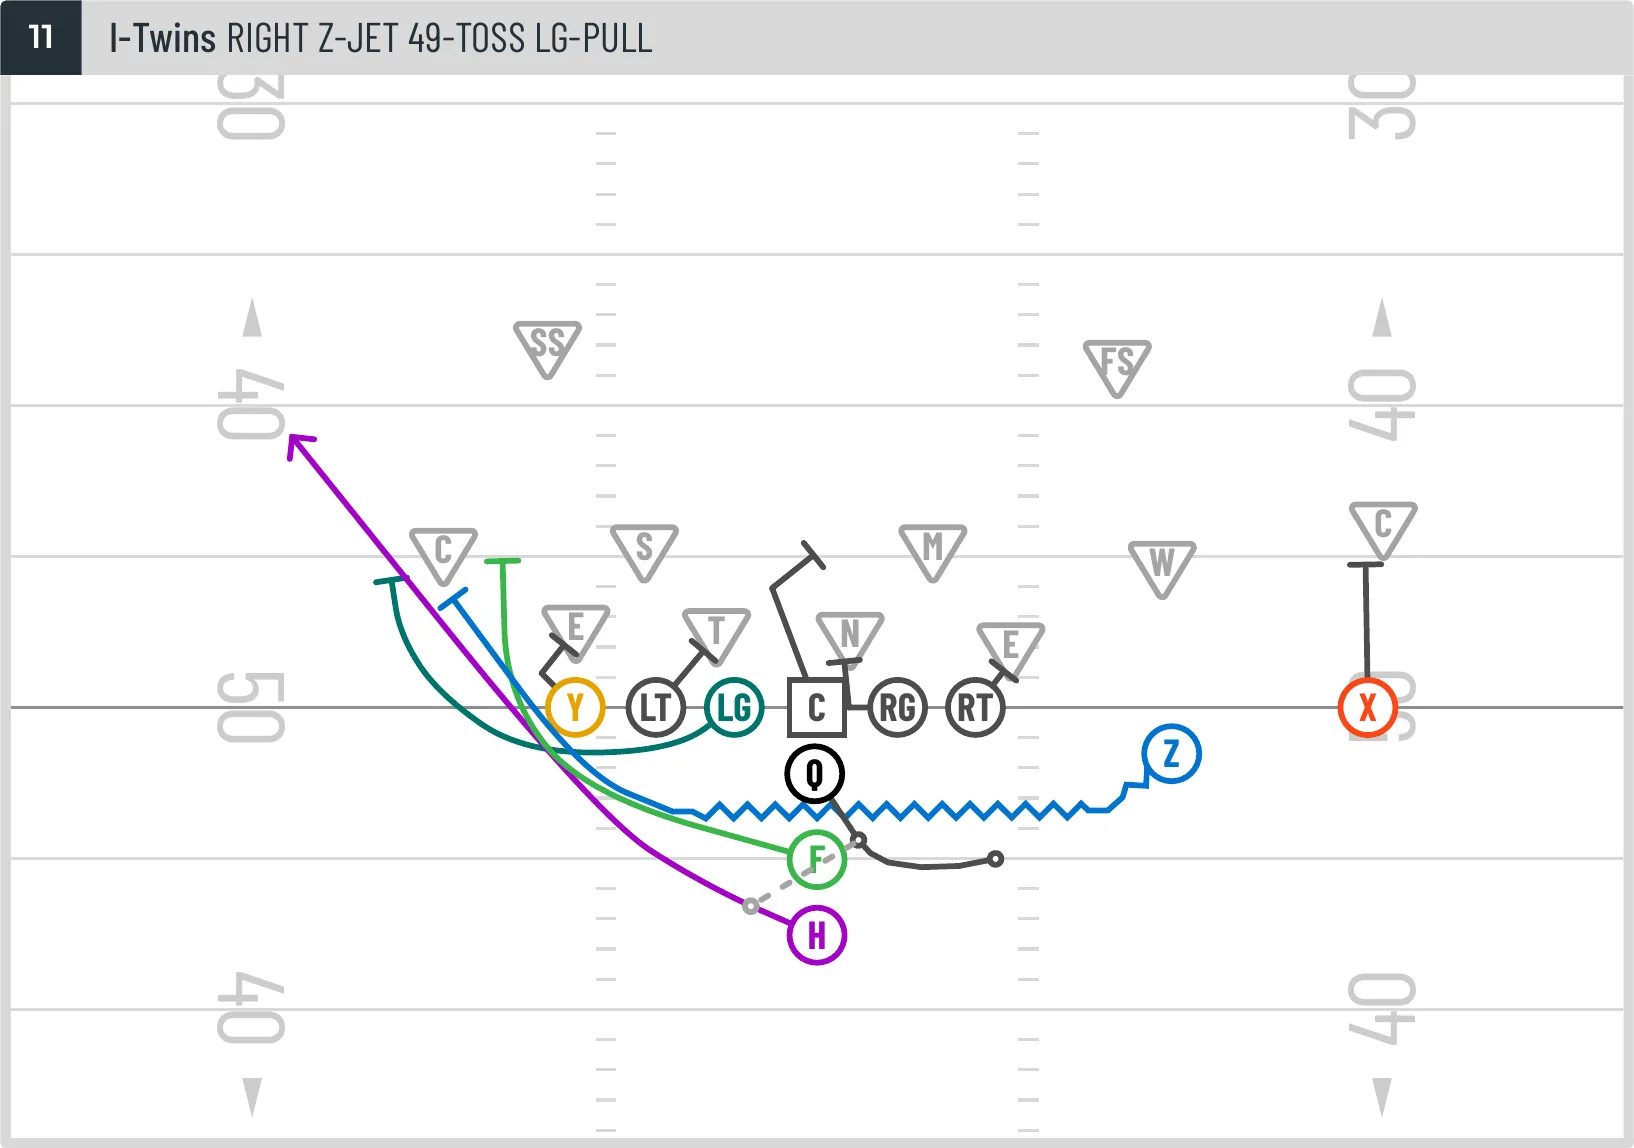 11 I-Twins RIGHT Z-JET 49-TOSS LG-PULL
30 30
SS FS
40 40
C S M W C
E T N E
50 Y LT LG C RG RT X 50
Z
Q
F
H
40 40